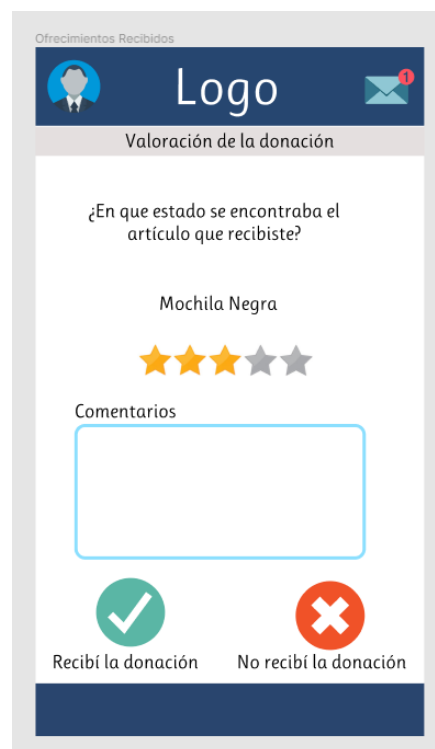 Ofrecimientos Recibidos
Logo
1
Valoración de la donación
¿En que estado se encontraba el
artículo que recibiste?
Mochila Negra
Comentarios
Recibí la donación
No recibí la donación